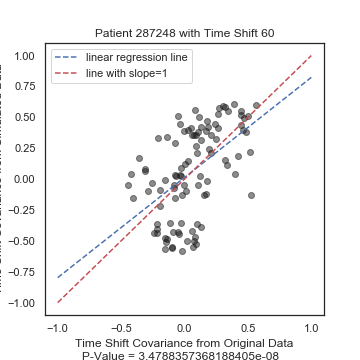 Patient 287248 with Time Shift 60
linear regression line
line with slope=1
1.00
0.75
0.50
0.25
0.00
−0.25
−0.50
−0.75
−1.00
−1.0
−0.5
0.0
0.5
1.0
Time Shift Covariance from Original Data
P-Value = 3.4788357368188405e-08